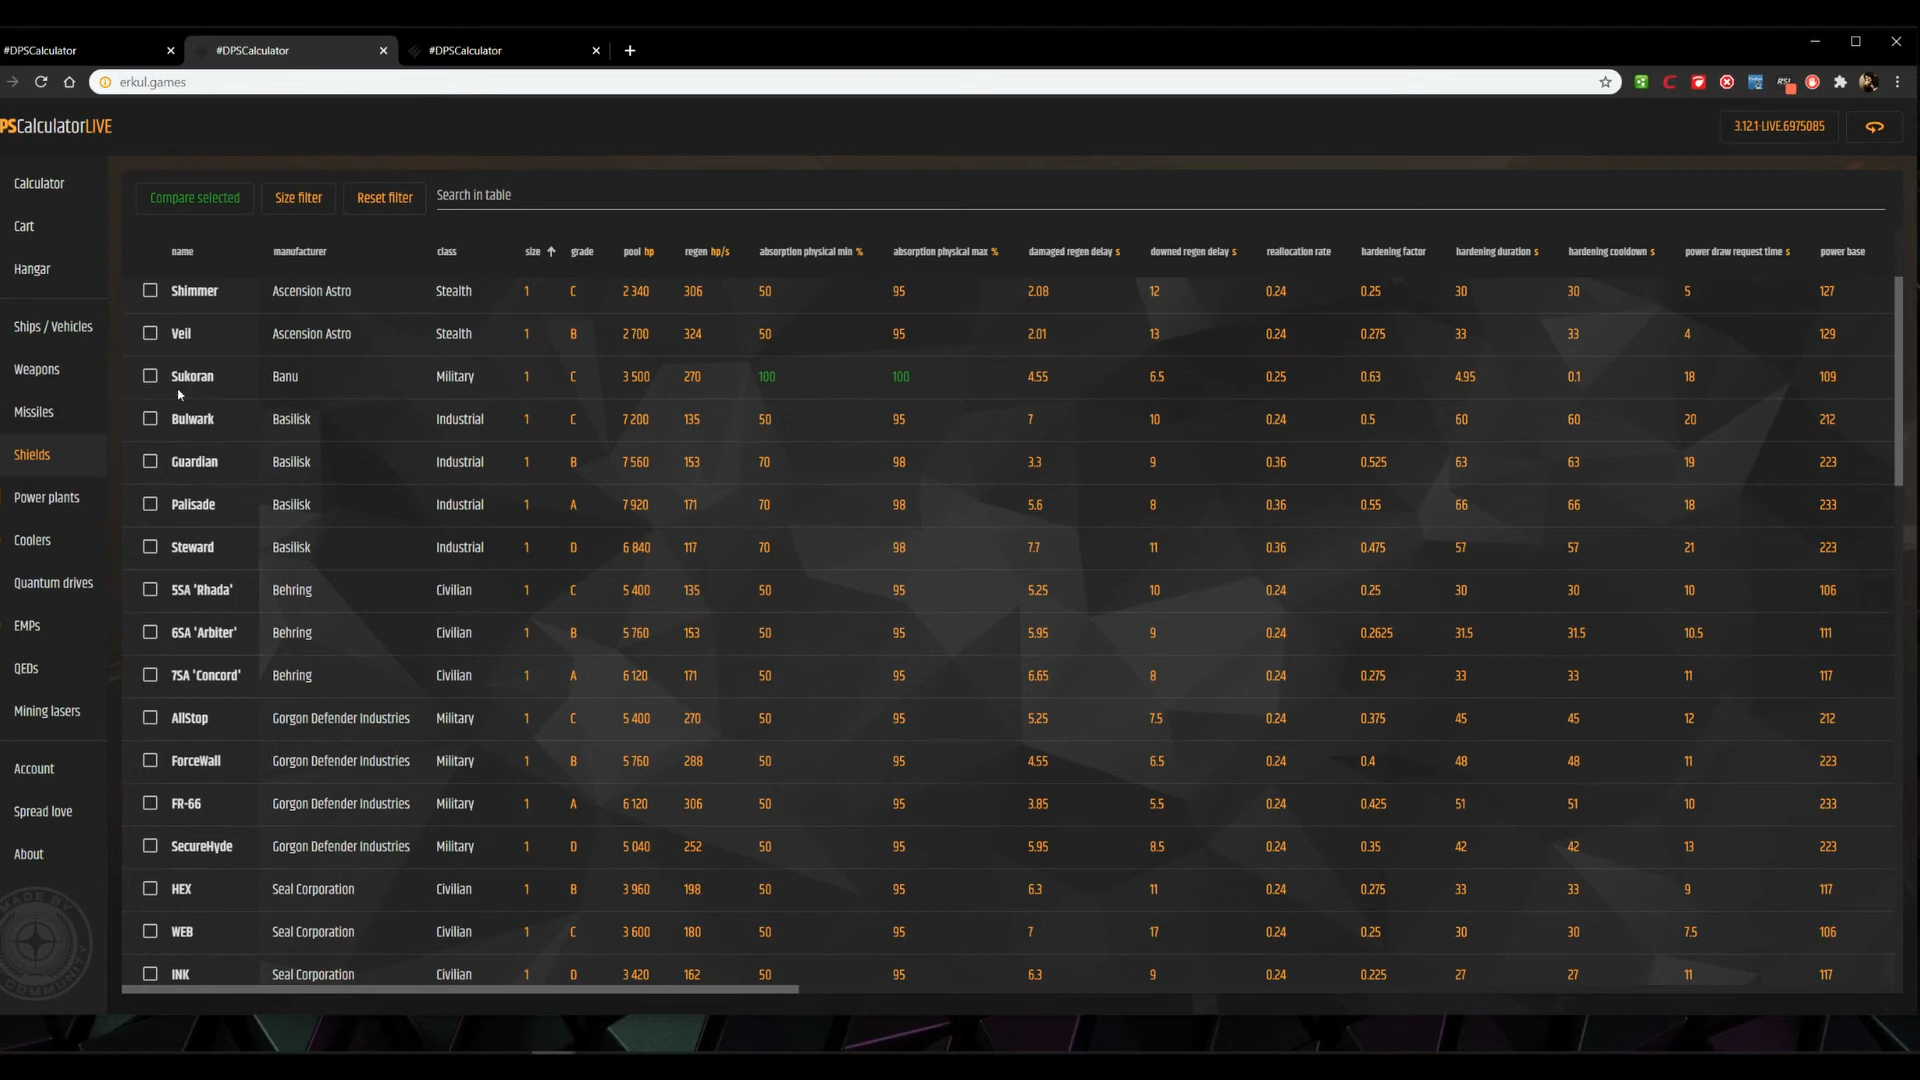 #DPSCalculator #DPSCalculator #DPSCalculator
erkul.games
PSCalculatorLIVE 3.12.1-LIVE.6975085
Calculator
Cart
Hangar
Ships / Vehicles
Weapons
Missiles
Shields
Power plants
Coolers
Quantum drives
EMPs
QEDs
Mining lasers
Account
Spread love
About
MADE BY COMMUNITY
Compare selected Size filter Reset filter Search in table
name manufacturer class size grade pool hp regen hp/s absorption physical min % absorption physical max % damaged regen delay s downed regen delay s reallocation rate hardening factor hardening duration s hardening cooldown s power draw request time s power base
Shimmer Ascension Astro Stealth 1 C 2 340 306 50 95 2.08 12 0.24 0.25 30 30 5 127
Veil Ascension Astro Stealth 1 B 2 700 324 50 95 2.01 13 0.24 0.275 33 33 4 129
Sukoran Banu Military 1 C 3 500 270 100 100 4.55 6.5 0.25 0.63 4.95 0.1 18 109
Bulwark Basilisk Industrial 1 C 7 200 135 50 95 7 10 0.24 0.5 60 60 20 212
Guardian Basilisk Industrial 1 B 7 560 153 70 98 3.3 9 0.36 0.525 63 63 19 223
Palisade Basilisk Industrial 1 A 7 920 171 70 98 5.6 8 0.36 0.55 66 66 18 233
Steward Basilisk Industrial 1 D 6 840 117 70 98 7.7 11 0.36 0.475 57 57 21 223
5SA 'Rhada' Behring Civilian 1 C 5 400 135 50 95 5.25 10 0.24 0.25 30 30 10 106
6SA 'Arbiter' Behring Civilian 1 B 5 760 153 50 95 5.95 9 0.24 0.2625 31.5 31.5 10.5 111
7SA 'Concord' Behring Civilian 1 A 6 120 171 50 95 6.65 8 0.24 0.275 33 33 11 117
AllStop Gorgon Defender Industries Military 1 C 5 400 270 50 95 5.25 7.5 0.24 0.375 45 45 12 212
ForceWall Gorgon Defender Industries Military 1 B 5 760 288 50 95 4.55 6.5 0.24 0.4 48 48 11 223
FR-66 Gorgon Defender Industries Military 1 A 6 120 306 50 95 3.85 5.5 0.24 0.425 51 51 10 233
SecureHyde Gorgon Defender Industries Military 1 D 5 040 252 50 95 5.95 8.5 0.24 0.35 42 42 13 223
HEX Seal Corporation Civilian 1 B 3 960 198 50 95 6.3 11 0.24 0.275 33 33 9 117
WEB Seal Corporation Civilian 1 C 3 600 180 50 95 7 17 0.24 0.25 30 30 7.5 106
INK Seal Corporation Civilian 1 D 3 420 162 50 95 6.3 9 0.24 0.225 27 27 11 117